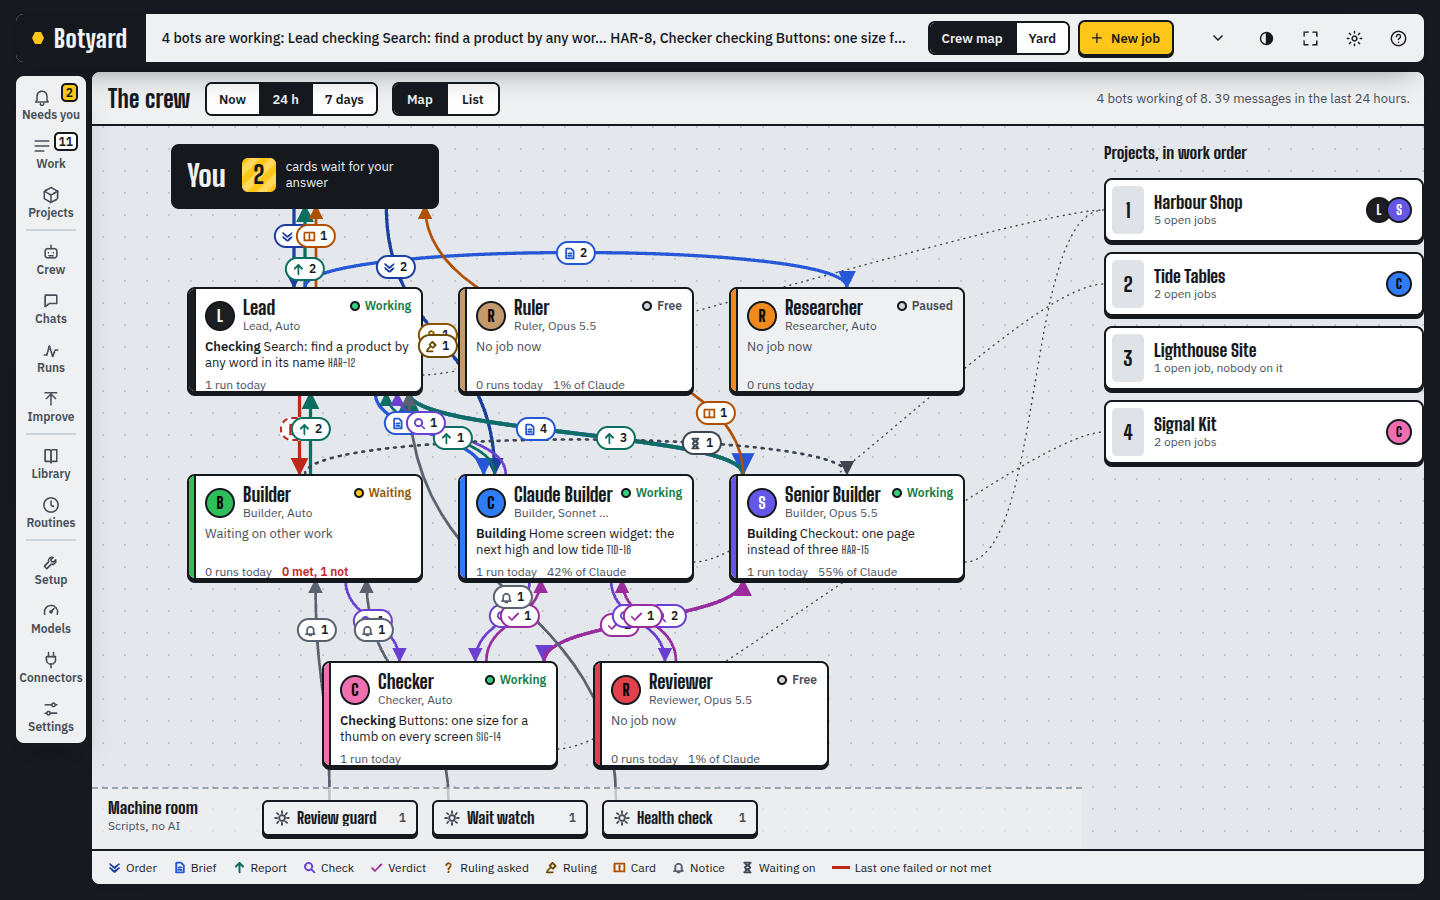 Botyard
4 bots are working: Lead checking Search: find a product by any wor... HAR-8, Checker checking Buttons: one size f...
Crew map
Yard
New job
Needs you
2
Work
11
Projects
Crew
Chats
Runs
Improve
Library
Routines
Setup
Models
Connectors
Settings
The crew
Now
24 h
7 days
Map
List
4 bots working of 8. 39 messages in the last 24 hours.
You
2
cards wait for your
answer
1
2
2
2
L
Lead
Working
Lead, Auto
Checking Search: find a product by
any word in its name HAR-12
1 run today
1
R
Ruler
Free
Ruler, Opus 5.5
No job now
0 runs today 1% of Claude
R
Researcher
Paused
Researcher, Auto
No job now
0 runs today
2
1
1
4
3
1
1
B
Builder
Waiting
Builder, Auto
Waiting on other work
0 runs today 0 met, 1 not
C
Claude Builder
Working
Builder, Sonnet ...
Building Home screen widget: the
next high and low tide TID-16
1 run today 42% of Claude
S
Senior Builder
Working
Builder, Opus 5.5
Building Checkout: one page
instead of three HAR-15
1 run today 55% of Claude
1
1
1
1
1
2
C
Checker
Working
Checker, Auto
Checking Buttons: one size for a
thumb on every screen SIG-14
1 run today
R
Reviewer
Free
Reviewer, Opus 5.5
No job now
0 runs today 1% of Claude
Projects, in work order
1
Harbour Shop
5 open jobs
L
S
2
Tide Tables
2 open jobs
C
3
Lighthouse Site
1 open job, nobody on it
4
Signal Kit
2 open jobs
C
Machine room
Scripts, no AI
Review guard 1
Wait watch 1
Health check 1
Order
Brief
Report
Check
Verdict
Ruling asked
Ruling
Card
Notice
Waiting on
Last one failed or not met